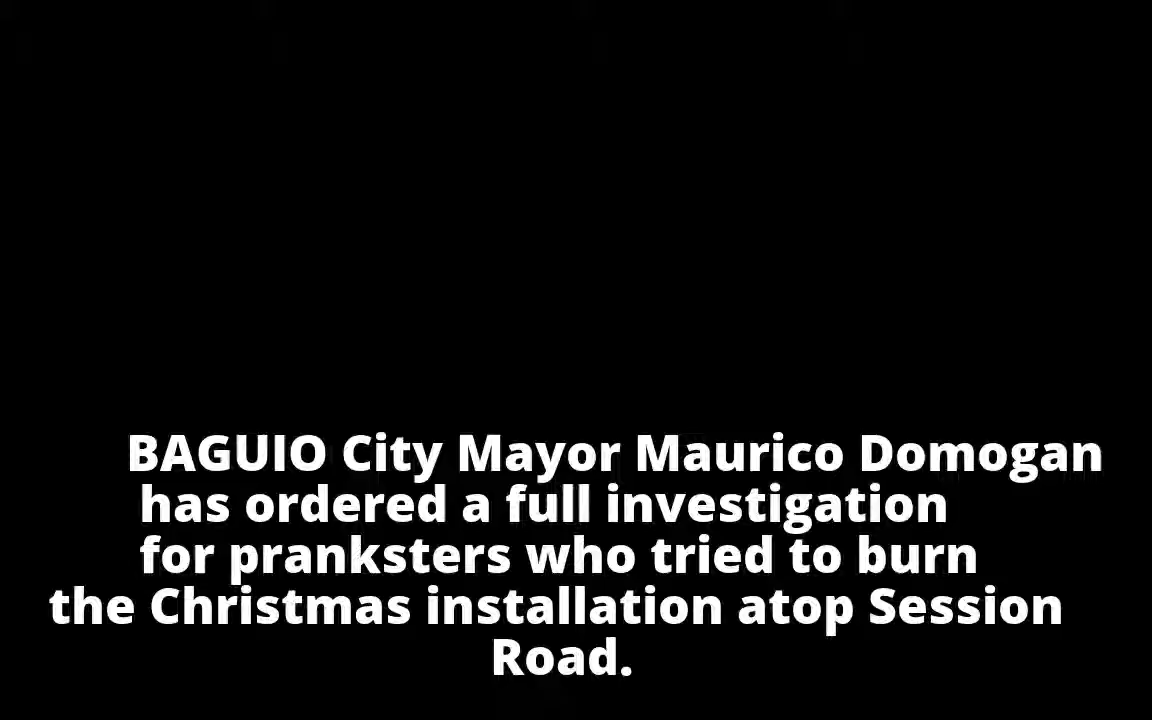 BAGUIO City Mayor Maurico Domogan
has ordered a full investigation
for pranksters who tried to burn
the Christmas installation atop Session
Road.